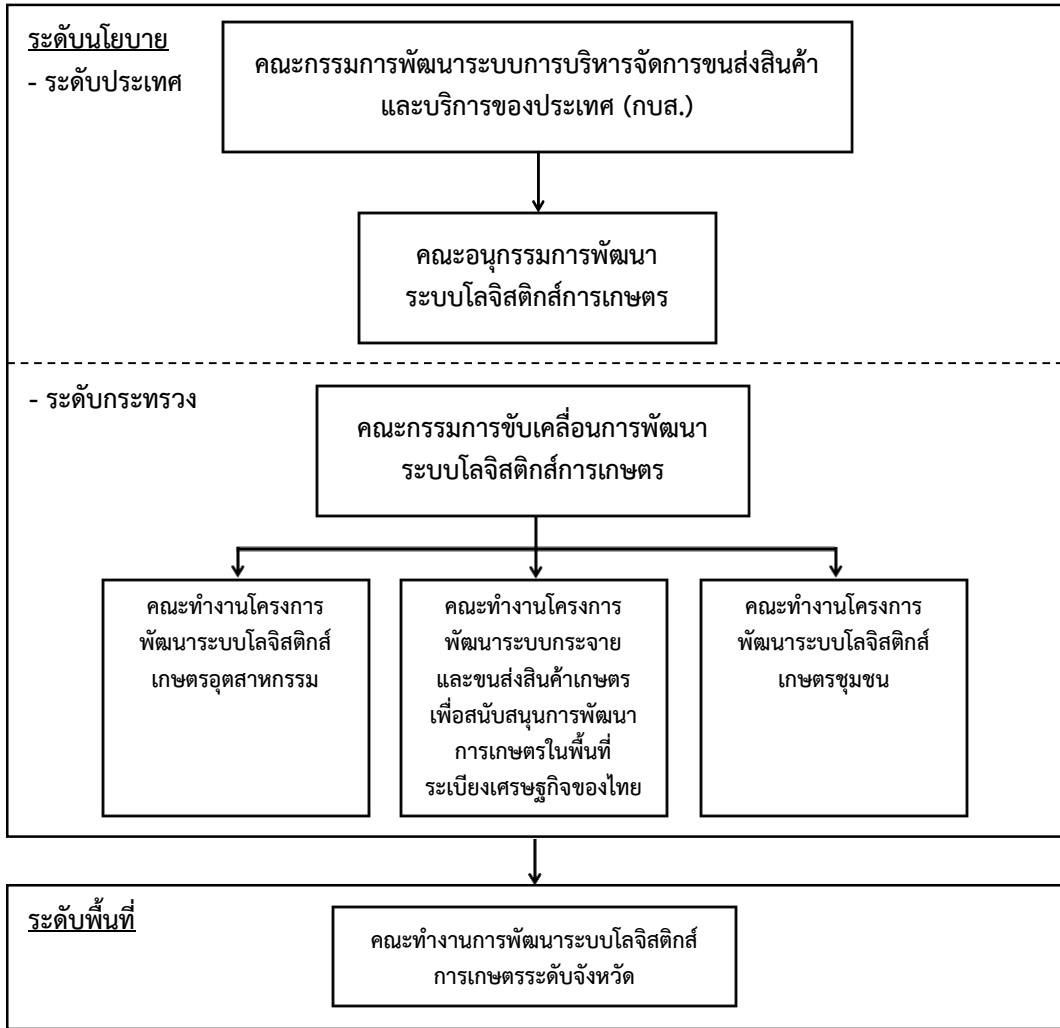 ระดับนโยบาย
- ระดับประเทศ
คณะกรรมการพัฒนาระบบการบริหารจัดการขนส่งสินค้า
และบริการของประเทศ (กบส.)
คณะอนุกรรมการพัฒนา
ระบบโลจิสติกส์การเกษตร
- ระดับกระทรวง
คณะกรรมการขับเคลื่อนการพัฒนา
ระบบโลจิสติกส์การเกษตร
คณะทำงานโครงการ
พัฒนาระบบโลจิสติกส์
เกษตรอุตสาหกรรม
คณะทำงานโครงการ
พัฒนาระบบกระจาย
และขนส่งสินค้าเกษตร
เพื่อสนับสนุนการพัฒนา
การเกษตรในพื้นที่
ระเบียงเศรษฐกิจของไทย
คณะทำงานโครงการ
พัฒนาระบบโลจิสติกส์
เกษตรชุมชน
ระดับพื้นที่
คณะทำงานการพัฒนาระบบโลจิสติกส์
การเกษตรระดับจังหวัด